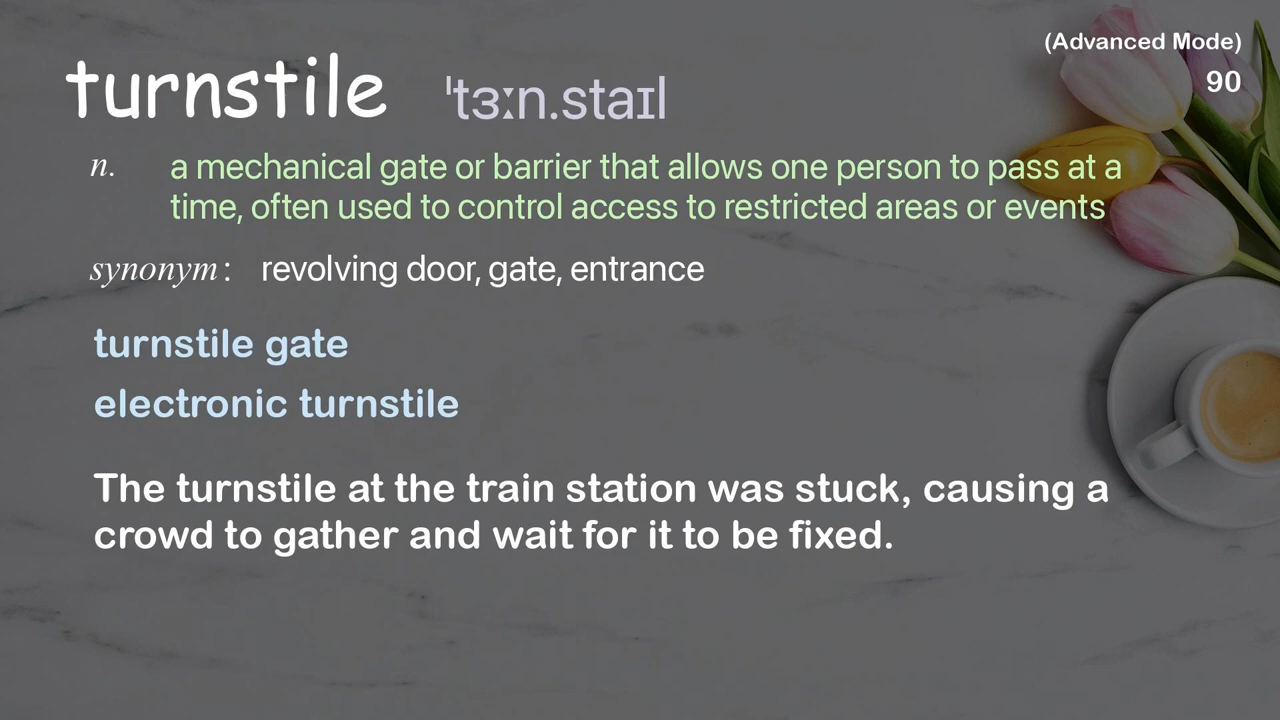 (Advanced Mode)
90
turnstile ˈtɜːn.staɪl
n. a mechanical gate or barrier that allows one person to pass at a
time, often used to control access to restricted areas or events
synonym: revolving door, gate, entrance
turnstile gate
electronic turnstile
The turnstile at the train station was stuck, causing a
crowd to gather and wait for it to be fixed.